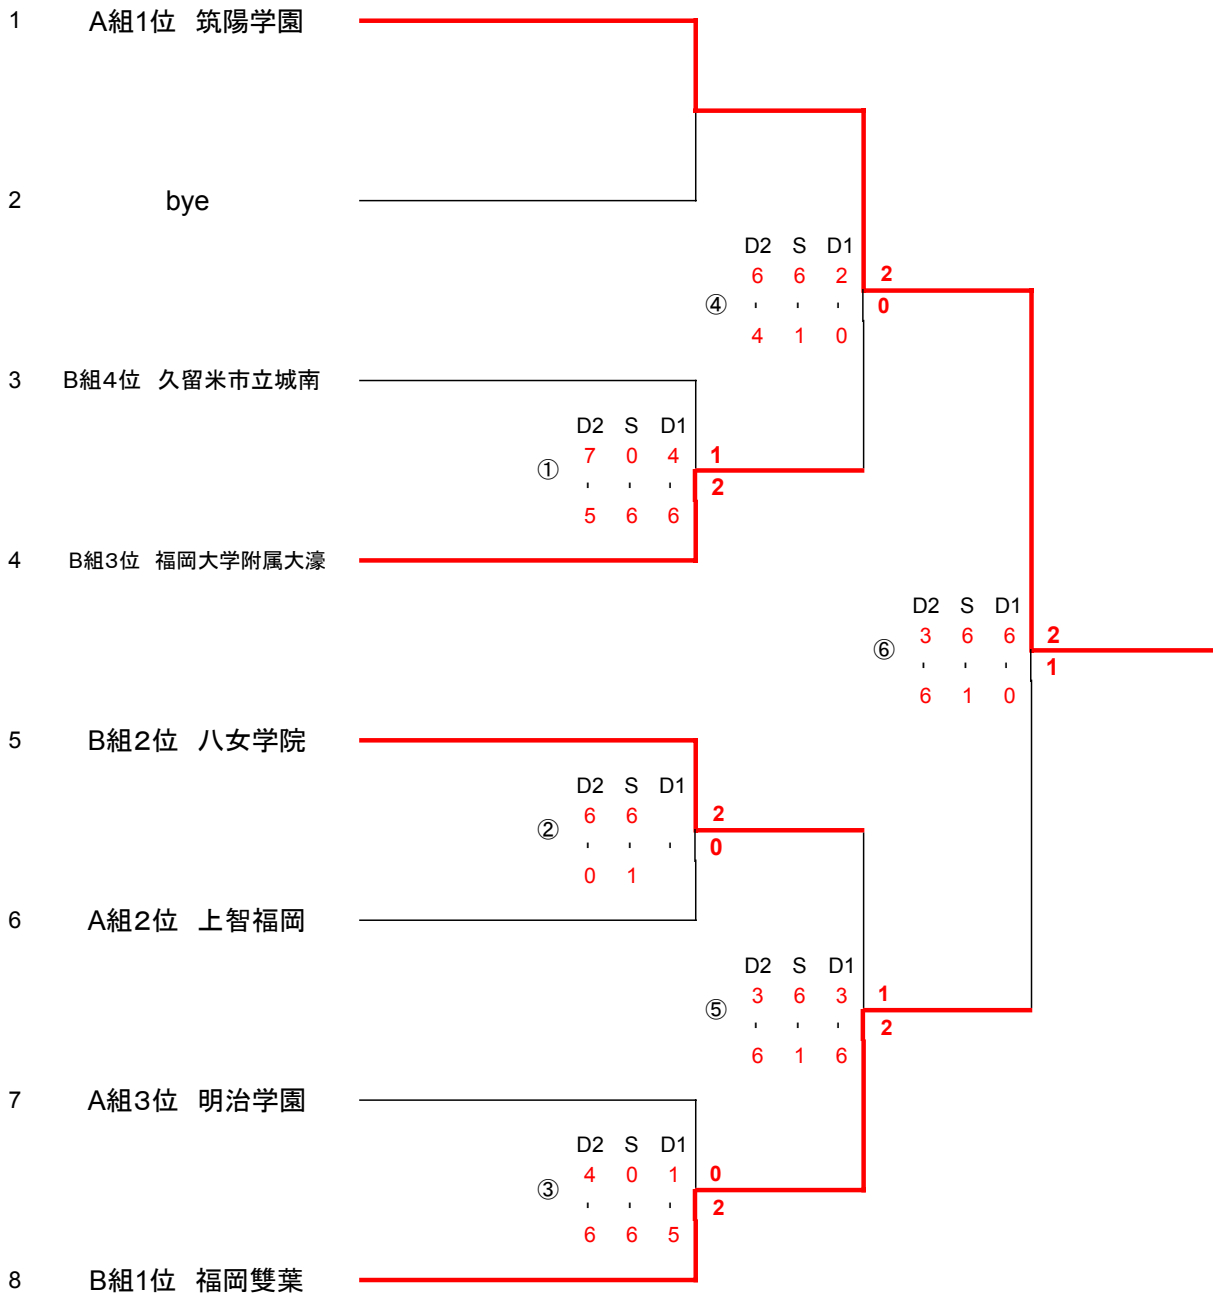 1 A組1位 筑陽学園
2 bye
D2 S D1
6 6 2 2
④ - - - 0
4 1 0
3 B組4位 久留米市立城南
D2 S D1
7 0 4 1
① - - - 2
5 6 6
4 B組3位 福岡大学附属大濠
D2 S D1
3 6 6 2
⑥ - - - 1
6 1 0
5 B組2位 八女学院
D2 S D1
6 6 2
② - - - 0
0 1
6 A組2位 上智福岡
D2 S D1
3 6 3 1
⑤ - - - 2
6 1 6
7 A組3位 明治学園
D2 S D1
4 0 1 0
③ - - - 2
6 6 5
8 B組1位 福岡雙葉